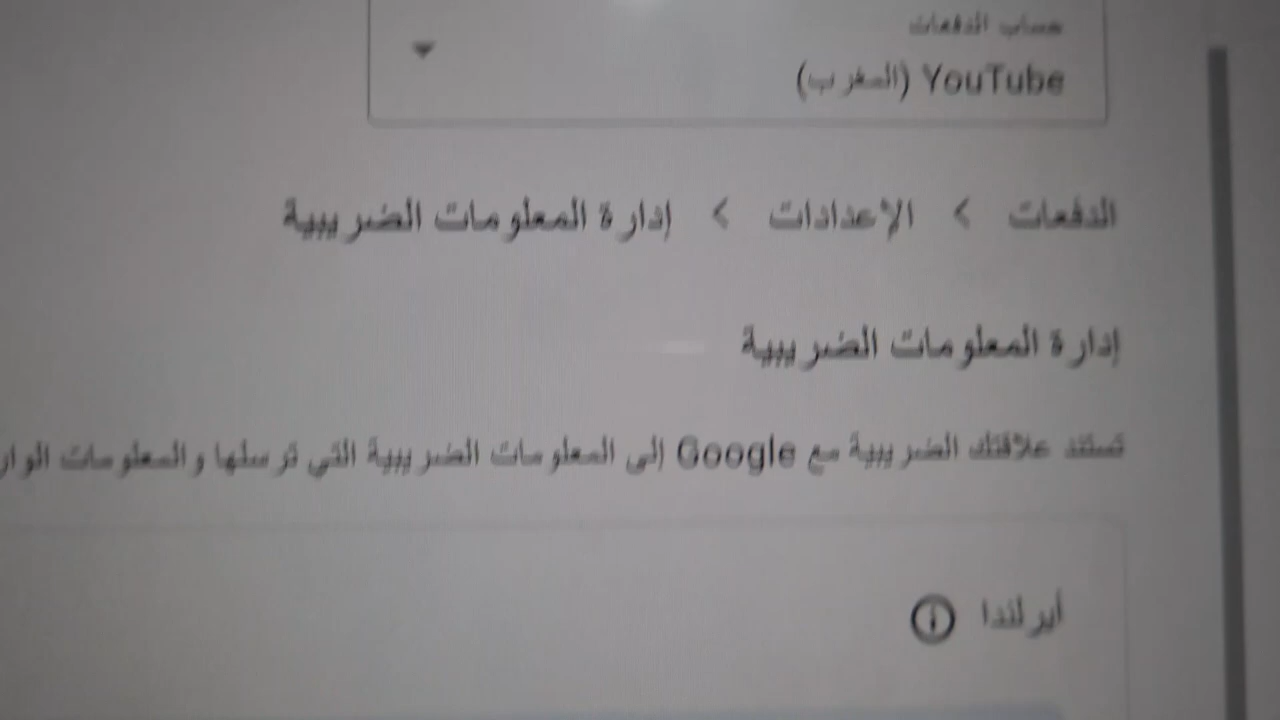 حساب الدفعات
YouTube (المغرب)
الدفعات > الإعدادات > إدارة المعلومات الضريبية
إدارة المعلومات الضريبية
تستند علاقتك الضريبية مع Google إلى المعلومات الضريبية التي ترسلها والمعلومات
أيرلندا